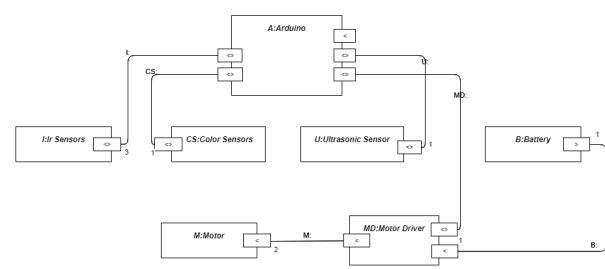 A:Arduino
<
I:
<>
<>
U:
CS:
<>
<>
MD:
I:Ir Sensors
<>
3
CS:Color Sensors
<>
1
U:Ultrasonic Sensor
<>
1
B:Battery
>
1
M:Motor
<
2
M:
MD:Motor Driver
<>
1
<
<
B: